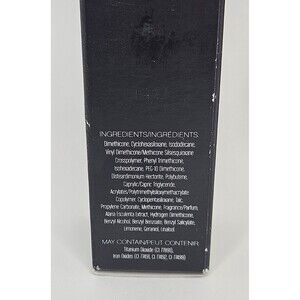 INGREDIENTS/INGRÉDIENTS
Dimethicone, Cyclohexasiloxane, Isododecane,
Vinyl Dimethicone/Methicone Silsesquioxane
Crosspolymer, Phenyl Trimethicone,
Isohexadecane, PEG-10 Dimethicone,
Disteardimonium Hectorite, Polybutene,
Caprylic/Capric Triglyceride,
Acrylates/Polytrimethylsiloxymethacrylate
Copolymer, Cyclopentasiloxane, Talc,
Propylene Carbonate, Methicone, Fragrance/Parfum,
Alaria Esculenta Extract, Hydrogen Dimethicone,
Benzyl Alcohol, Benzyl Benzoate, Benzyl Salicylate,
Limonene, Geraniol, Linalool
MAY CONTAIN/PEUT CONTENIR
Titanium Dioxide (CI 77891),
Iron Oxides (CI 77491, CI 77492, CI 77499)